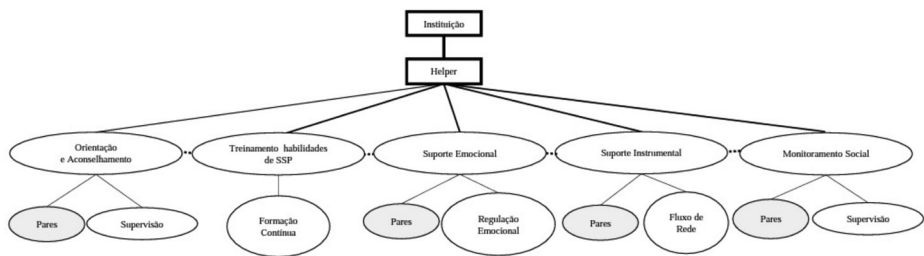 Instituição
Helper
Orientação
e Aconselhamento
Treinamento habilidades
de SSP
Suporte Emocional
Suporte Instrumental
Monitoramento Social
Pares
Supervisão
Formação
Contínua
Pares
Regulação
Emocional
Pares
Fluxo de
Rede
Pares
Supervisão